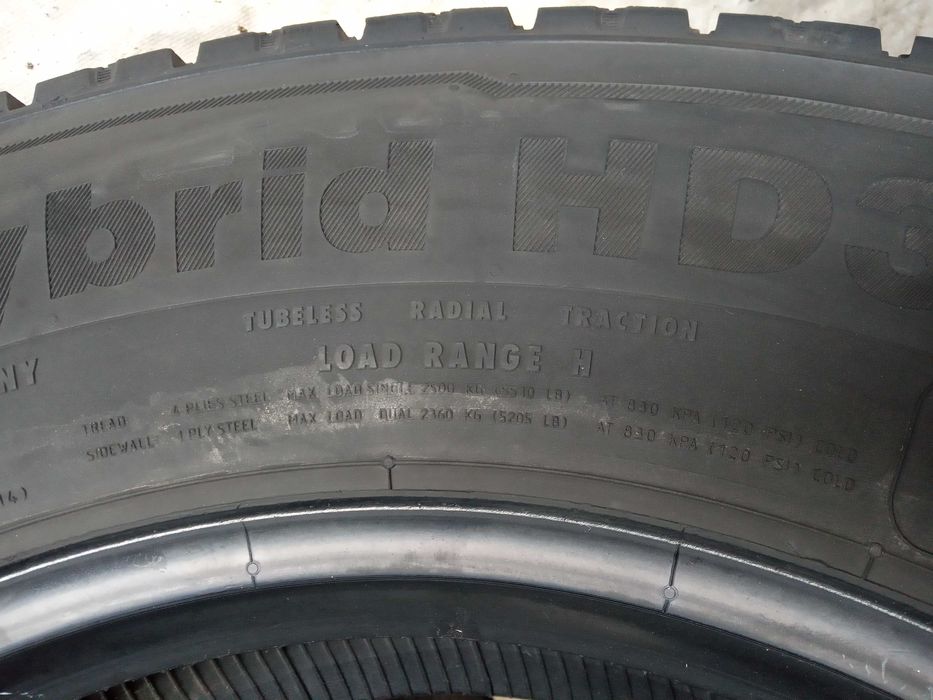 ybrid HD3
TUBELESS RADIAL TRACTION
LOAD RANGE H
NY
TREAD 4 PLIES STEEL MAX LOAD SINGLE 2500 KG (5510 LB) AT 830 KPA (120 PSI) COLD
SIDEWALL 1 PLY STEEL MAX LOAD DUAL 2360 KG (5205 LB) AT 830 KPA (120 PSI) COLD
14)